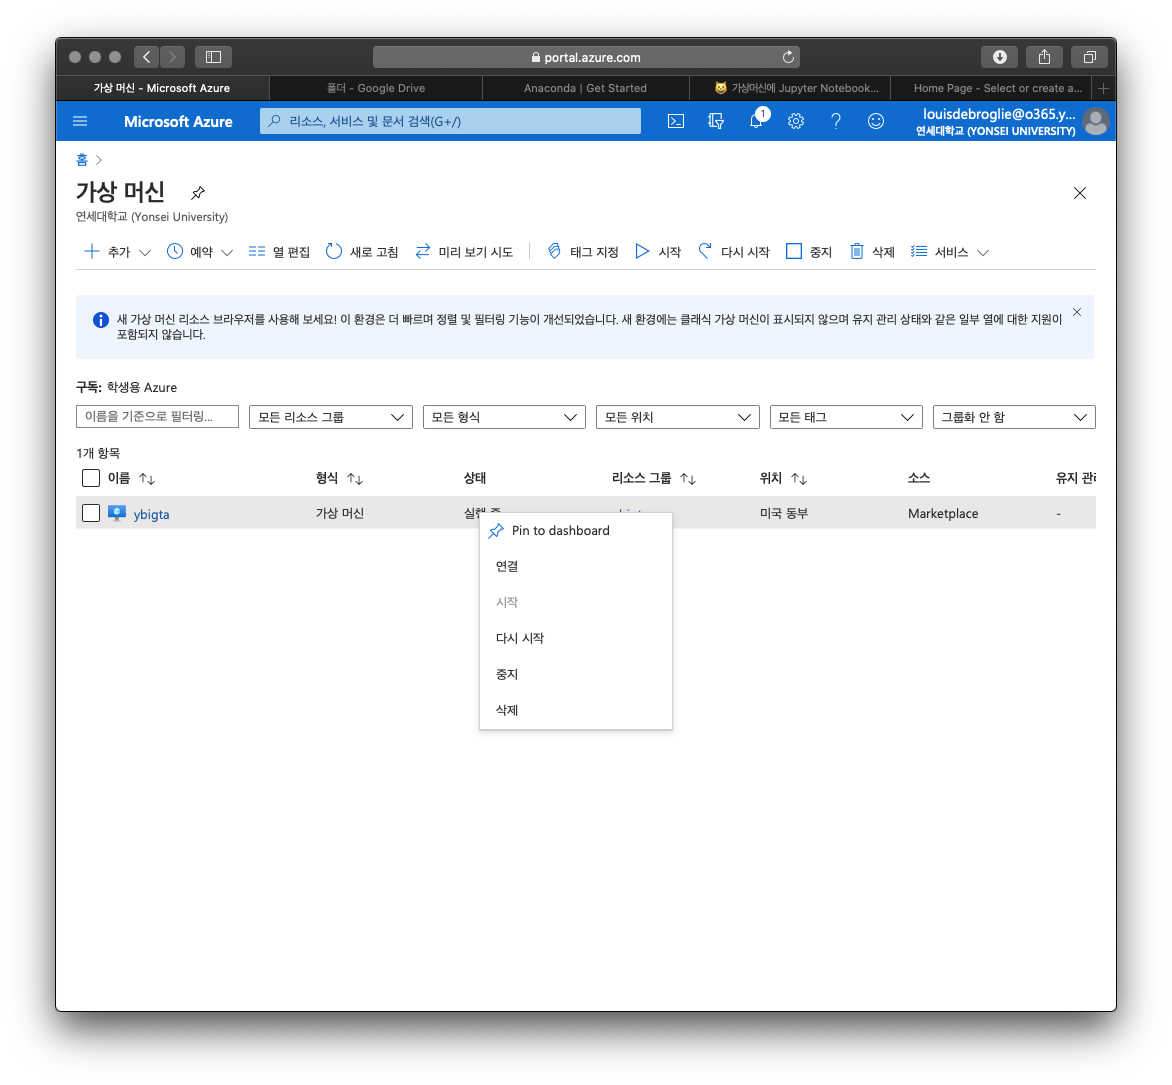 portal.azure.com
가상 머신 - Microsoft Azure
폴더 - Google Drive
Anaconda | Get Started
가상머신에 Jupyter Notebook...
Home Page - Select or create a...
Microsoft Azure
리소스, 서비스 및 문서 검색(G+/)
1
louisdebroglie@o365.y...
연세대학교 (YONSEI UNIVERSITY)
홈
가상 머신
연세대학교 (Yonsei University)
추가
예약
열 편집
새로 고침
미리 보기 시도
태그 지정
시작
다시 시작
중지
삭제
서비스
새 가상 머신 리소스 브라우저를 사용해 보세요! 이 환경은 더 빠르며 정렬 및 필터링 기능이 개선되었습니다. 새 환경에는 클래식 가상 머신이 표시되지 않으며 유지 관리 상태와 같은 일부 열에 대한 지원이
포함되지 않습니다.
구독: 학생용 Azure
이름을 기준으로 필터링...
모든 리소스 그룹
모든 형식
모든 위치
모든 태그
그룹화 안 함
1개 항목
이름
형식
상태
리소스 그룹
위치
소스
유지 관리
ybigta
가상 머신
실행 중
미국 동부
Marketplace
-
Pin to dashboard
연결
시작
다시 시작
중지
삭제